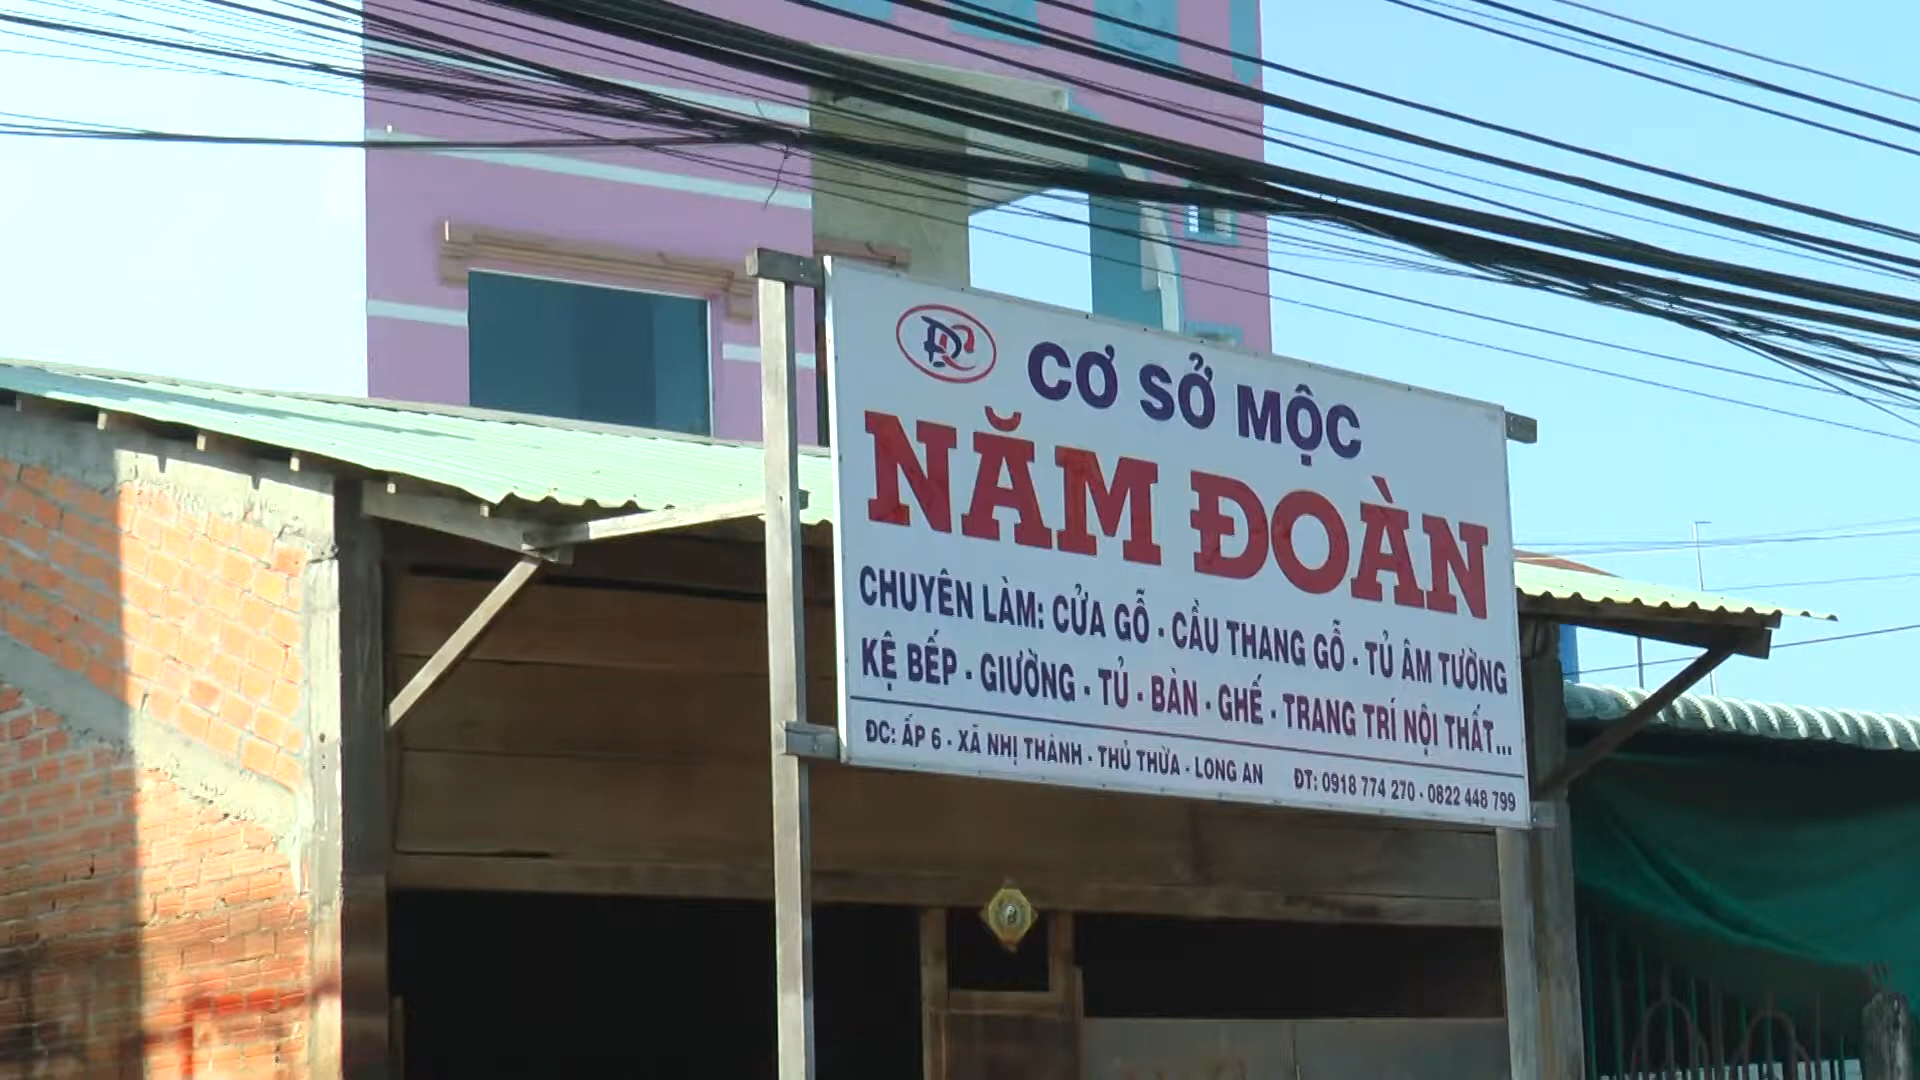 CƠ SỞ MỘC
NĂM ĐOÀN
CHUYÊN LÀM: CỬA GỖ - CẦU THANG GỖ - TỦ ÂM TƯỜNG
KỆ BẾP - GIƯỜNG - TỦ - BÀN - GHẾ - TRANG TRÍ NỘI THẤT...
ĐC: ẤP 6 - XÃ NHỊ THÀNH - THỦ THỪA - LONG AN ĐT: 0918 774 270 - 0822 448 799